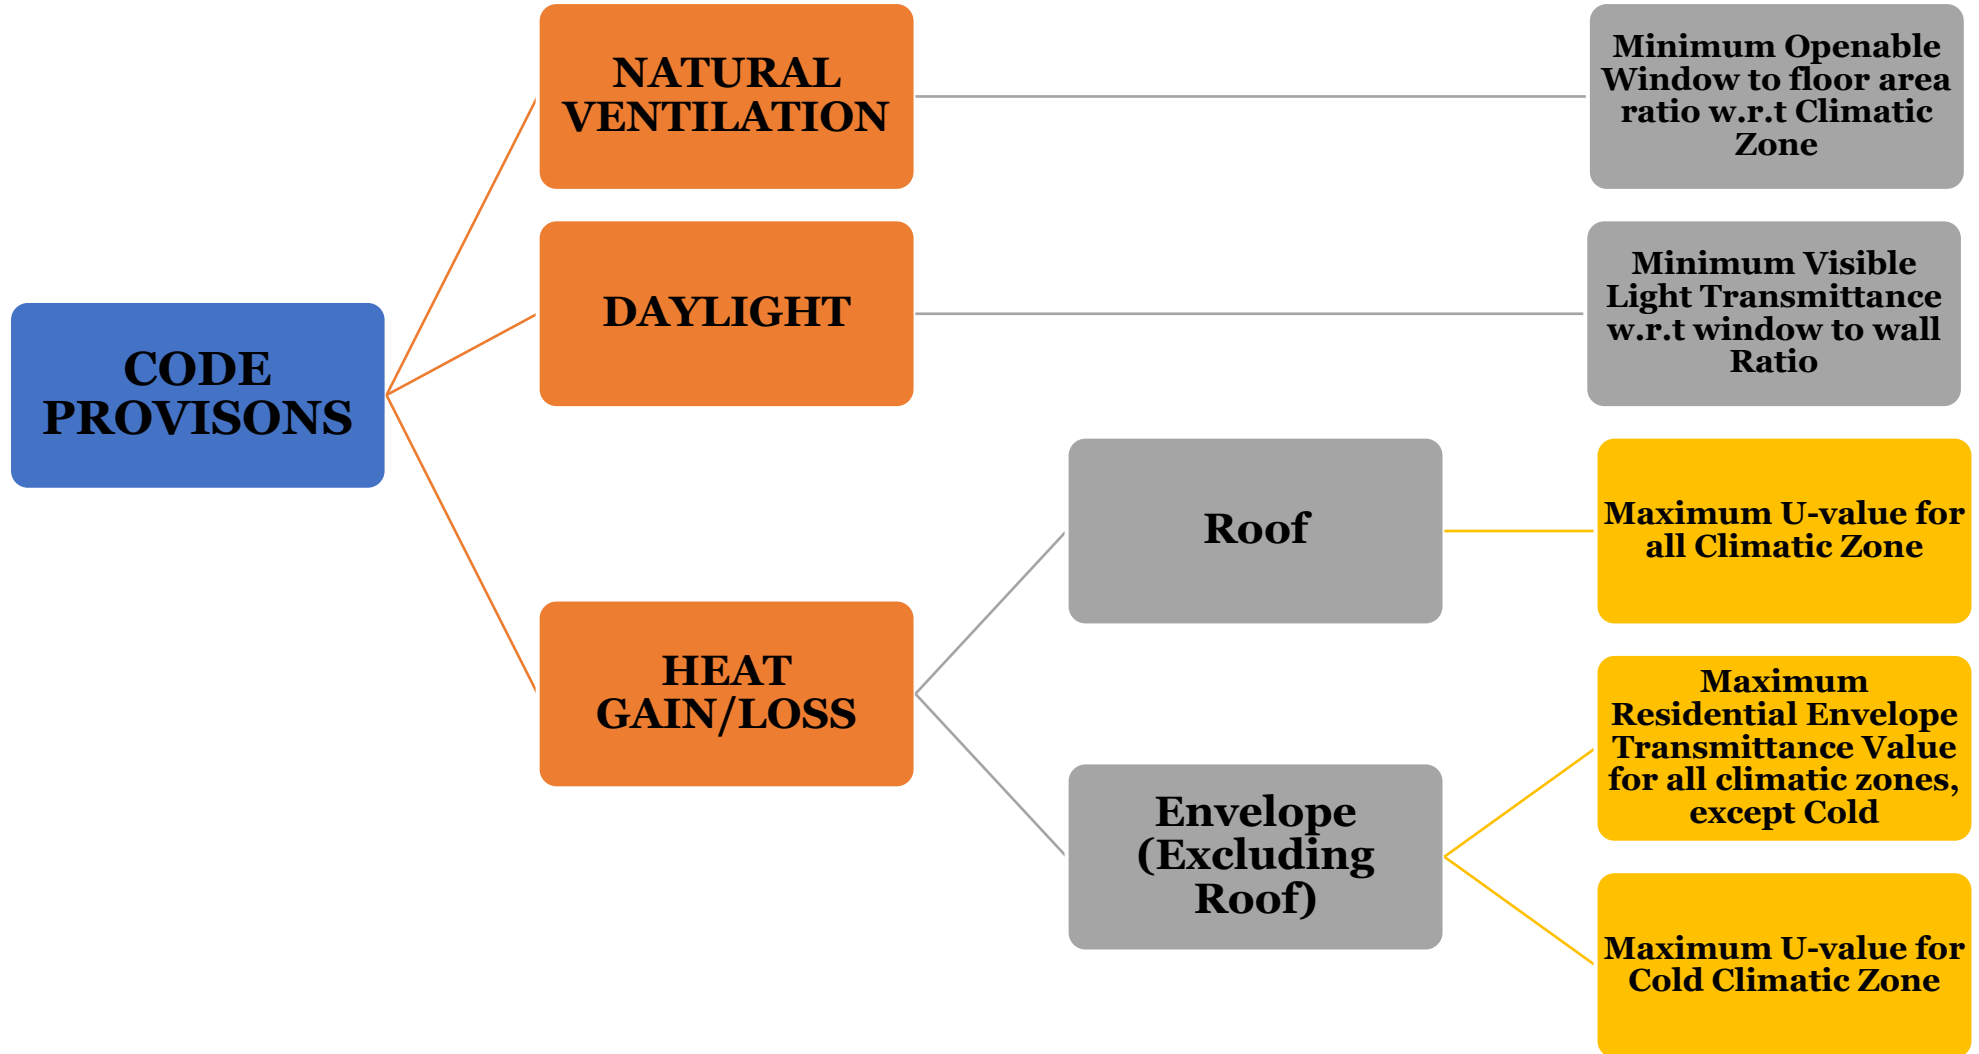 CODE
PROVISONS
NATURAL
VENTILATION
Minimum Openable
Window to floor area
ratio w.r.t Climatic
Zone
DAYLIGHT
Minimum Visible
Light Transmittance
w.r.t window to wall
Ratio
HEAT
GAIN/LOSS
Roof
Maximum U-value for
all Climatic Zone
Envelope
(Excluding
Roof)
Maximum
Residential Envelope
Transmittance Value
for all climatic zones,
except Cold
Maximum U-value for
Cold Climatic Zone